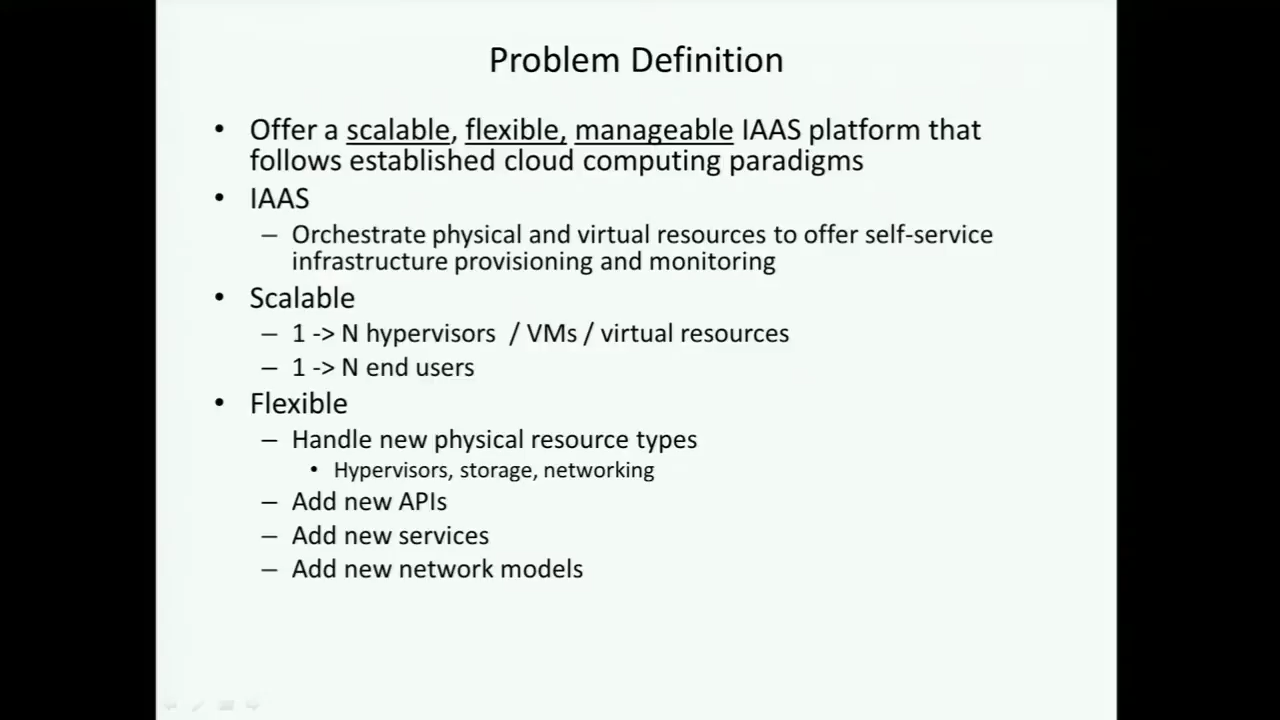 Problem Definition
• Offer a scalable, flexible, manageable IAAS platform that
follows established cloud computing paradigms
• IAAS
– Orchestrate physical and virtual resources to offer self-service
infrastructure provisioning and monitoring
• Scalable
– 1 -> N hypervisors / VMs / virtual resources
– 1 -> N end users
• Flexible
– Handle new physical resource types
• Hypervisors, storage, networking
– Add new APIs
– Add new services
– Add new network models